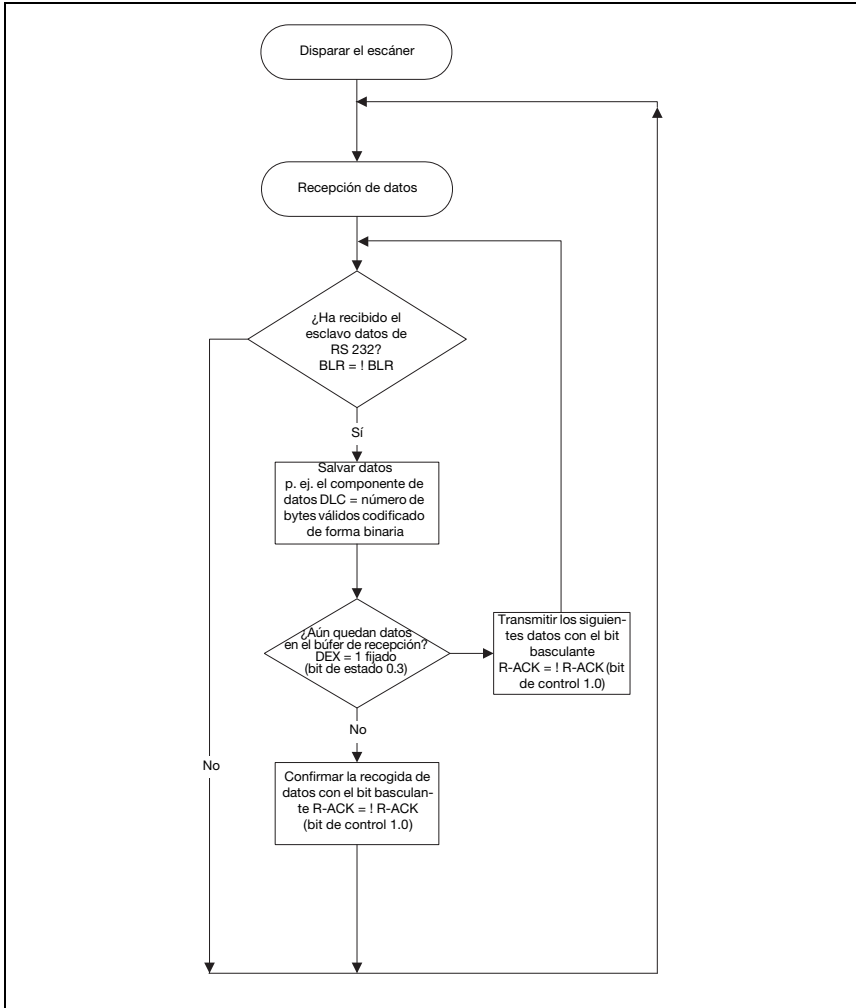 Disparar el escáner
Recepción de datos
¿Ha recibido el
esclavo datos de
RS 232?
BLR = ! BLR
Sí
Salvar datos
p. ej. el componente de
datos DLC = número de
bytes válidos codificado
de forma binaria
¿Aún quedan datos
en el búfer de recepción?
DEX = 1 fijado
(bit de estado 0.3)
Transmitir los siguien-
tes datos con el bit
basculante
R-ACK = ! R-ACK (bit
de control 1.0)
No
No
Confirmar la recogida de
datos con el bit basculan-
te R-ACK = ! R-ACK
(bit de control 1.0)